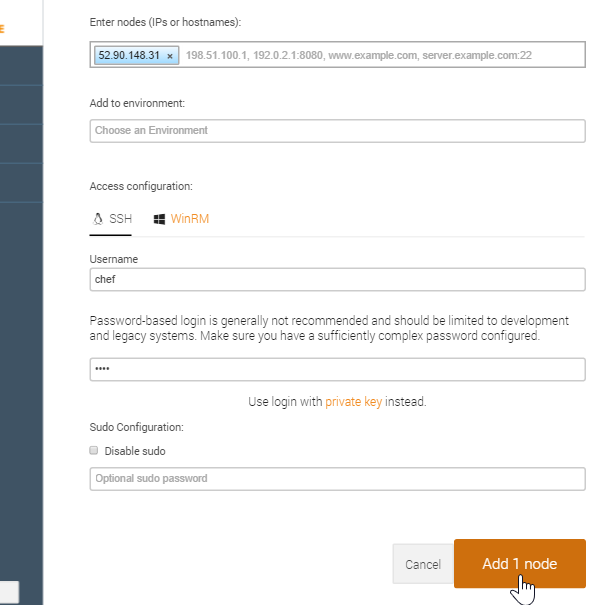 E
Enter nodes (IPs or hostnames):
52.90.148.31 × 198.51.100.1, 192.0.2.1:8080, www.example.com, server.example.com:22
Add to environment:
Choose an Environment
Access configuration:
SSH WinRM
Username
chef
Password-based login is generally not recommended and should be limited to development
and legacy systems. Make sure you have a sufficiently complex password configured.
••••
Use login with private key instead.
Sudo Configuration:
Disable sudo
Optional sudo password
Cancel Add 1 node